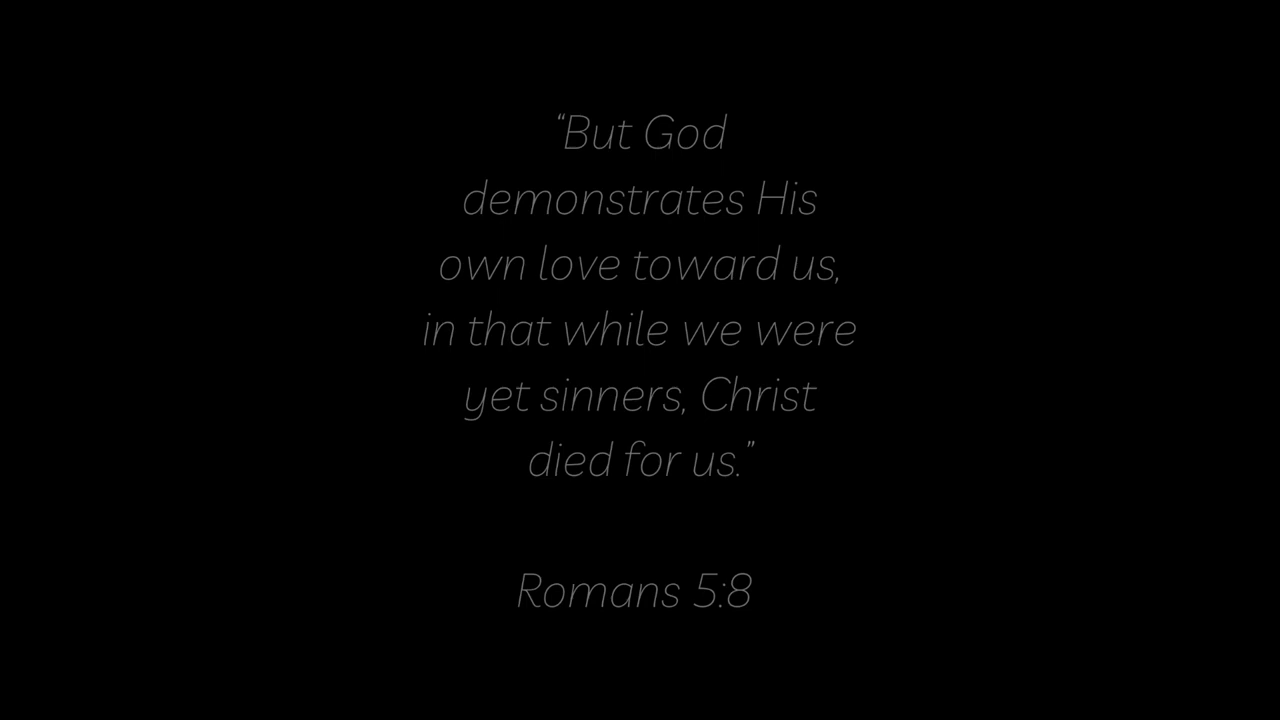 “But God
demonstrates His
own love toward us,
in that while we were
yet sinners, Christ
died for us.”
Romans 5:8